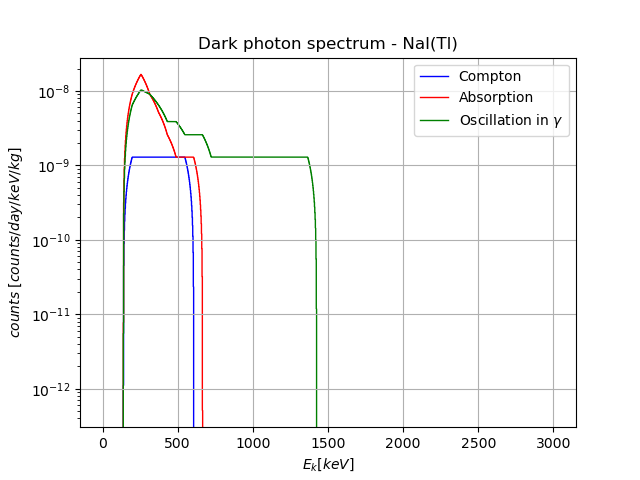 Dark photon spectrum - NaI(Tl)
Compton
Absorption
Oscillation in γ
counts [counts/day/keV/kg]
10⁻⁸
10⁻⁹
10⁻¹⁰
10⁻¹¹
10⁻¹²
0 500 1000 1500 2000 2500 3000
E_k[keV]